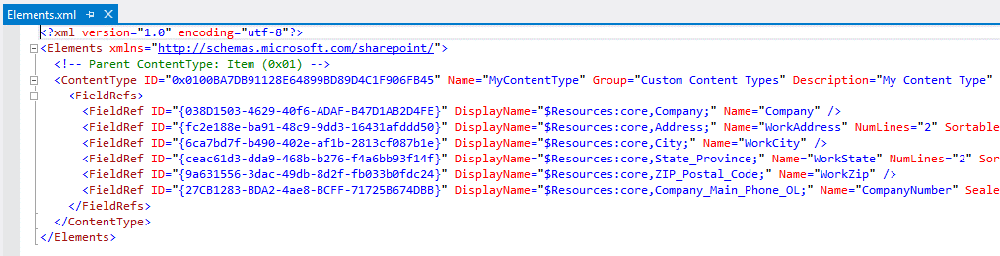 Elements.xml
<?xml version="1.0" encoding="utf-8"?>
<Elements xmlns="http://schemas.microsoft.com/sharepoint/">
<!-- Parent ContentType: Item (0x01) -->
<ContentType ID="0x0100BA7DB91128E64899BD89D4C1F906FB45" Name="MyContentType" Group="Custom Content Types" Description="My Content Type"
<FieldRefs>
<FieldRef ID="{038D1503-4629-40f6-ADAF-B47D1AB2D4FE}" DisplayName="$Resources:core,Company;" Name="Company" />
<FieldRef ID="{fc2e188e-ba91-48c9-9dd3-16431afddd50}" DisplayName="$Resources:core,Address;" Name="WorkAddress" NumLines="2" Sortable
<FieldRef ID="{6ca7bd7f-b490-402e-af1b-2813cf087b1e}" DisplayName="$Resources:core,City;" Name="WorkCity" />
<FieldRef ID="{ceac61d3-dda9-468b-b276-f4a6bb93f14f}" DisplayName="$Resources:core,State_Province;" Name="WorkState" NumLines="2" Sor
<FieldRef ID="{9a631556-3dac-49db-8d2f-fb033b0fdc24}" DisplayName="$Resources:core,ZIP_Postal_Code;" Name="WorkZip" />
<FieldRef ID="{27CB1283-BDA2-4ae8-BCFF-71725B674DBB}" DisplayName="$Resources:core,Company_Main_Phone_OL;" Name="CompanyNumber" Seale
</FieldRefs>
</ContentType>
</Elements>